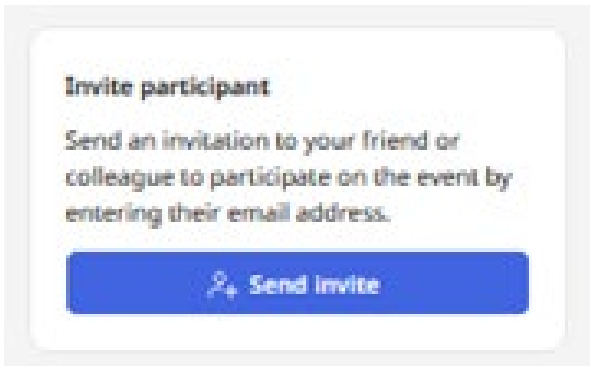 Invite participant
Send an invitation to your friend or
colleague to participate on the event by
entering their email address.
Send invite